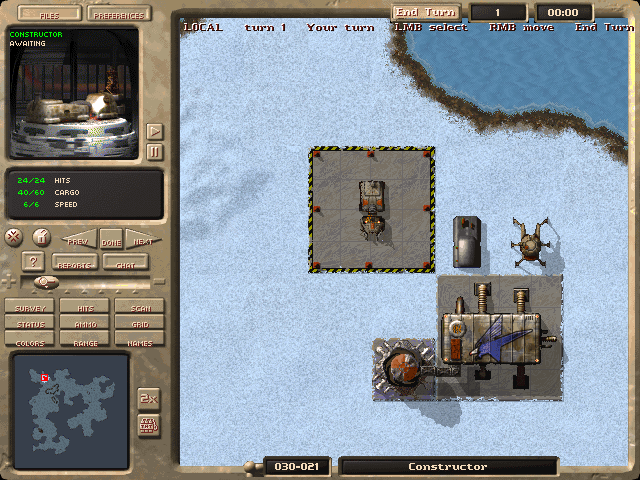 FILES PREFERENCES End Turn 1 00:00
LOCAL turn 1 Your turn LMB select RMB move End Turn
CONSTRUCTOR
AWAITING
24/24 HITS
40/60 CARGO
6/6 SPEED
PREV DONE NEXT
? REPORTS CHAT
SURVEY HITS SCAN
STATUS AMMO GRID
COLORS RANGE NAMES
2x
030-021 Constructor